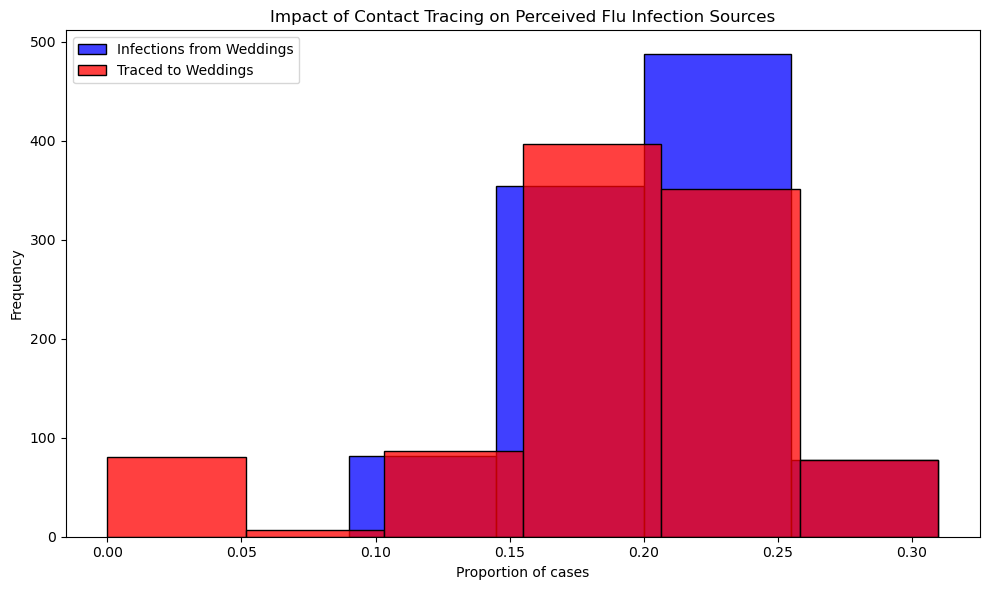 Impact of Contact Tracing on Perceived Flu Infection Sources
Infections from Weddings
Traced to Weddings
500
400
300
200
100
0
Frequency
0.00 0.05 0.10 0.15 0.20 0.25 0.30
Proportion of cases